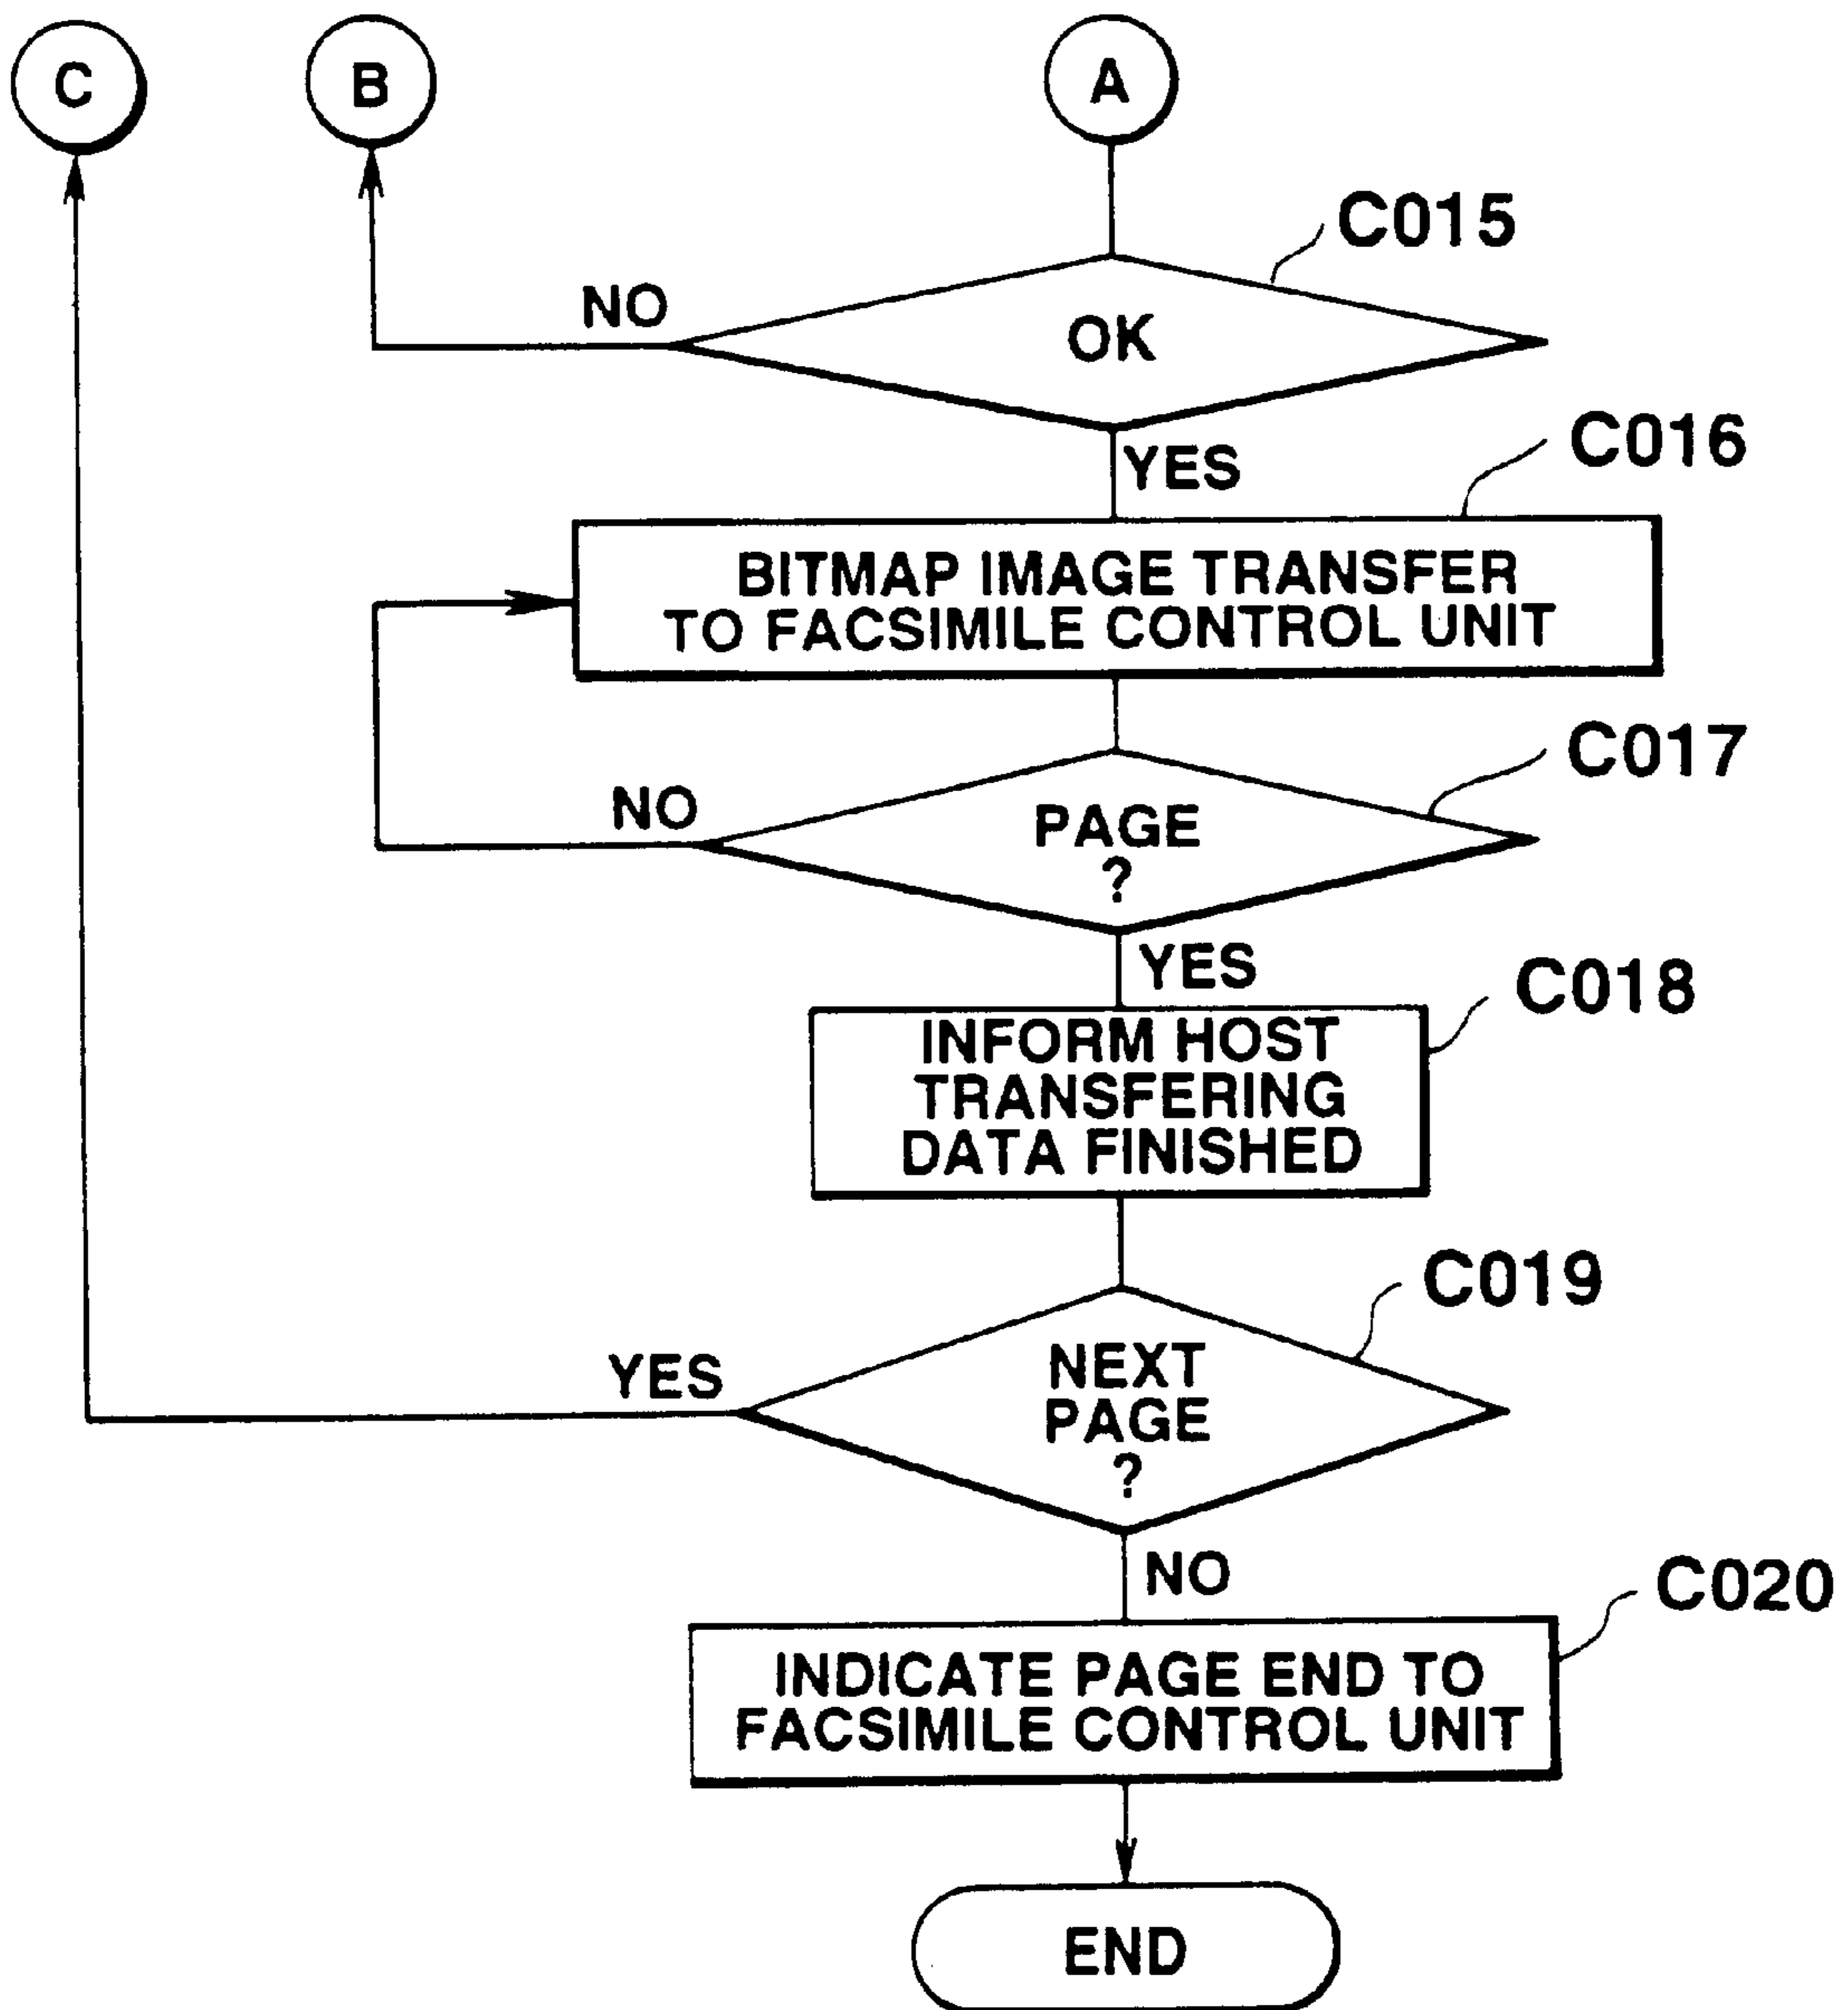 C
B
A
C015
NO
OK
C016
YES
BITMAP IMAGE TRANSFER
TO FACSIMILE CONTROL UNIT
C017
NO
PAGE
?
YES
C018
INFORM HOST
TRANSFERING
DATA FINISHED
C019
NEXT
YES
PAGE
?
NO
C020
INDICATE PAGE END TO
FACSIMILE CONTROL UNIT
END